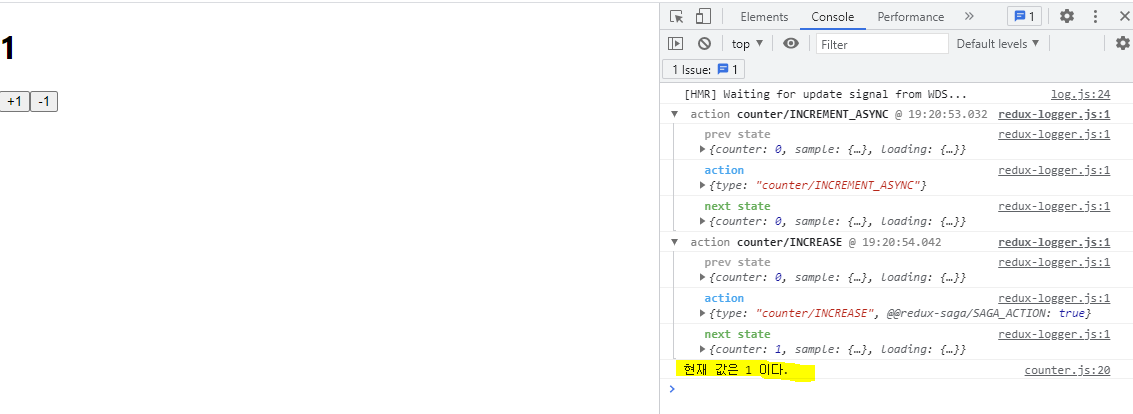 1
+1 -1
Elements Console Performance » 1
top ▼ Filter Default levels ▼
1 Issue: 1
[HMR] Waiting for update signal from WDS... log.js:24
▼ action counter/INCREMENT_ASYNC @ 19:20:53.032 redux-logger.js:1
prev state redux-logger.js:1
▶{counter: 0, sample: {…}, loading: {…}}
action redux-logger.js:1
▶{type: "counter/INCREMENT_ASYNC"}
next state redux-logger.js:1
▶{counter: 0, sample: {…}, loading: {…}}
▼ action counter/INCREASE @ 19:20:54.042 redux-logger.js:1
prev state redux-logger.js:1
▶{counter: 0, sample: {…}, loading: {…}}
action redux-logger.js:1
▶{type: "counter/INCREASE", @@redux-saga/SAGA_ACTION: true}
next state redux-logger.js:1
▶{counter: 1, sample: {…}, loading: {…}}
현재 값은 1 이다. counter.js:20
>